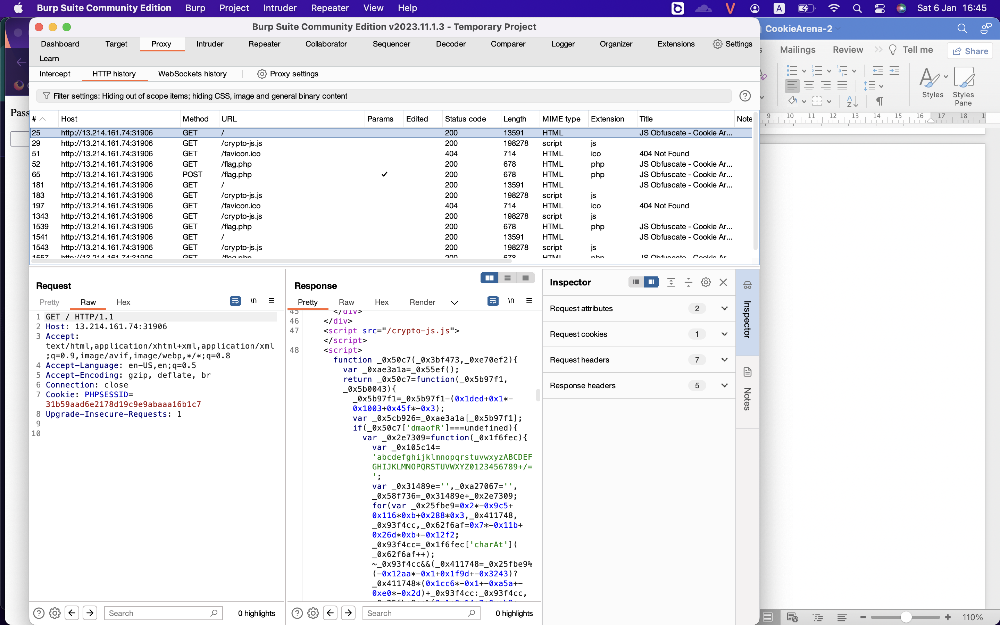 Burp Suite Community Edition Burp Project Intruder Repeater View Help A Sat 6 Jan 16:45
Burp Suite Community Edition v2023.11.1.3 - Temporary Project
Dashboard Target Proxy Intruder Repeater Collaborator Sequencer Decoder Comparer Logger Organizer Extensions Settings
Learn
Intercept HTTP history WebSockets history Proxy settings
Filter settings: Hiding out of scope items; hiding CSS, image and general binary content
# Host Method URL Params Edited Status code Length MIME type Extension Title Note
25 http://13.214.161.74:31906 GET / 200 13591 HTML JS Obfuscate - Cookie Ar...
29 http://13.214.161.74:31906 GET /crypto-js.js 200 198278 script js
51 http://13.214.161.74:31906 GET /favicon.ico 404 714 HTML ico 404 Not Found
52 http://13.214.161.74:31906 GET /flag.php 200 678 HTML php JS Obfuscate - Cookie Ar...
65 http://13.214.161.74:31906 POST /flag.php ✓ 200 678 HTML php JS Obfuscate - Cookie Ar...
181 http://13.214.161.74:31906 GET / 200 13591 HTML JS Obfuscate - Cookie Ar...
183 http://13.214.161.74:31906 GET /crypto-js.js 200 198278 script js
197 http://13.214.161.74:31906 GET /favicon.ico 404 714 HTML ico 404 Not Found
1343 http://13.214.161.74:31906 GET /crypto-js.js 200 198278 script js
1539 http://13.214.161.74:31906 GET /flag.php 200 678 HTML php JS Obfuscate - Cookie Ar...
1541 http://13.214.161.74:31906 GET / 200 13591 HTML JS Obfuscate - Cookie Ar...
1543 http://13.214.161.74:31906 GET /crypto-js.js 200 198278 script js
1557 http://13.214.161.74:31906 GET /flag.php 200 678 HTML php JS Obfuscate - Cookie Ar
Request
Pretty Raw Hex \n
1 GET / HTTP/1.1
2 Host: 13.214.161.74:31906
3 Accept:
text/html,application/xhtml+xml,application/xml
;q=0.9,image/avif,image/webp,*/*;q=0.8
4 Accept-Language: en-US,en;q=0.5
5 Accept-Encoding: gzip, deflate, br
6 Connection: close
7 Cookie: PHPSESSID=
31b59aad6e2178d19c9e9abaaa16b1c7
8 Upgrade-Insecure-Requests: 1
9
10
Search 0 highlights
Response
Pretty Raw Hex Render \n
45 </div>
46 </div>
47 <script src="/crypto-js.js">
</script>
48 <script>
function _0x50c7(_0x3bf473,_0xe70ef2){
var _0xae3a1a=_0x55ef();
return _0x50c7=function(_0x5b97f1,
_0x5b0043){
_0x5b97f1=_0x5b97f1-(0x1ded+0x1*-
0x1003+0x45f*-0x3);
var _0x5cb926=_0xae3a1a[_0x5b97f1];
if(_0x50c7['dmaofR']===undefined){
var _0x2e7309=function(_0x1f6fec){
var _0x105c14=
'abcdefghijklmnopqrstuvwxyzABCDEF
GHIJKLMNOPQRSTUVWXYZ0123456789+/=
';
var _0x31489e='',_0xa27067='',
_0x58f736=_0x31489e+_0x2e7309;
for(var _0x25fbe9=0x2*-0x9c5+
0x116*0xb+0x288*0x3,_0x411748,
_0x93f4cc,_0x62f6af=0x7*-0x11b+
0x26d*0xb+-0x12f2;
_0x93f4cc=_0x1f6fec['charAt'](
_0x62f6af++);
~_0x93f4cc&&(_0x411748=_0x25fbe9%
(-0x12aa*-0x1+0x1f9d+-0x3243)?
_0x411748*(0x1cc6*-0x1+-0xa5a+-
0xe0*-0x2d)+_0x93f4cc:_0x93f4cc,
Search 0 highlights
Inspector
Request attributes 2
Request cookies 1
Request headers 7
Response headers 5
Inspector
Notes
Pass
CookieArena-2
s Mailings Review Tell me Share
Styles Styles
Pane
9 10 11 12 13 14 15 16 17 18 1
110%